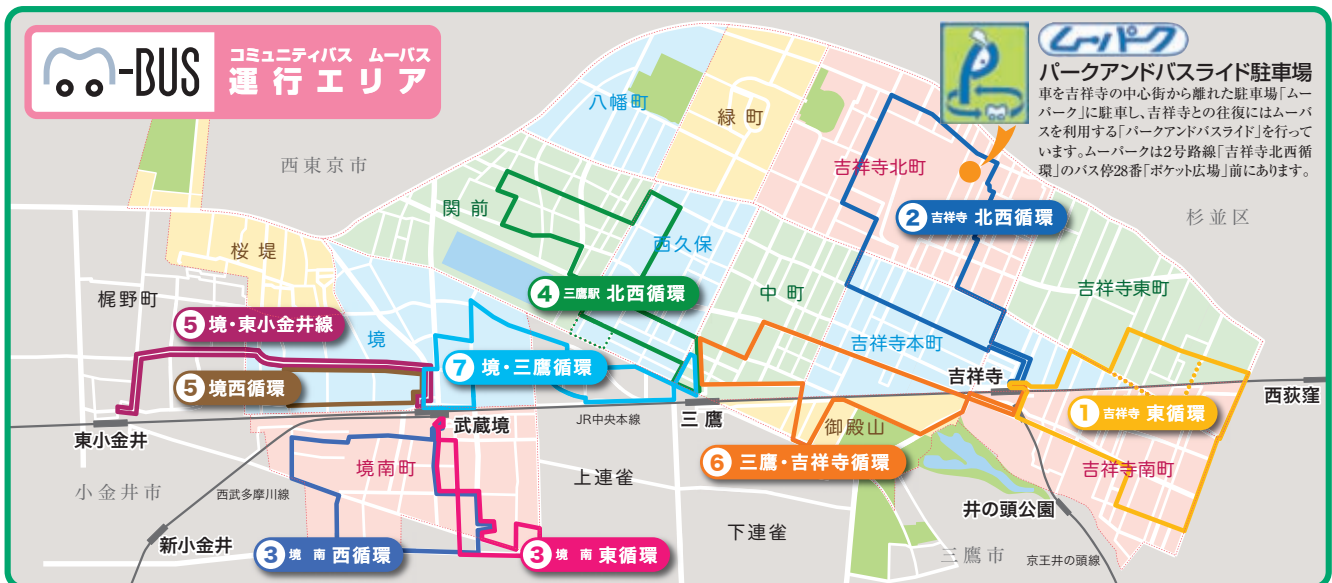 M-BUS
コミュニティバス ムーバス
運行エリア
ムーパーク
パークアンドバスライド駐車場
車を吉祥寺の中心街から離れた駐車場「ムー
パーク」に駐車し、吉祥寺との往復にはムーバ
スを利用する「パークアンドバスライド」を行って
います。ムーパークは2号路線「吉祥寺北西循
環」のバス停28番「ポケット広場」前にあります。
八幡町
緑町
西東京市
吉祥寺北町
関前
2 吉祥寺 北西循環
杉並区
桜堤
西久保
梶野町
4 三鷹駅 北西循環
中町
吉祥寺東町
5 境・東小金井線
境
吉祥寺本町
7 境・三鷹循環
吉祥寺
5 境西循環
西荻窪
東小金井
武蔵境
JR中央本線
三鷹
1 吉祥寺 東循環
御殿山
境南町
6 三鷹・吉祥寺循環
吉祥寺南町
小金井市
西武多摩川線
上連雀
井の頭公園
新小金井
下連雀
3 境南 西循環
3 境南 東循環
三鷹市
京王井の頭線